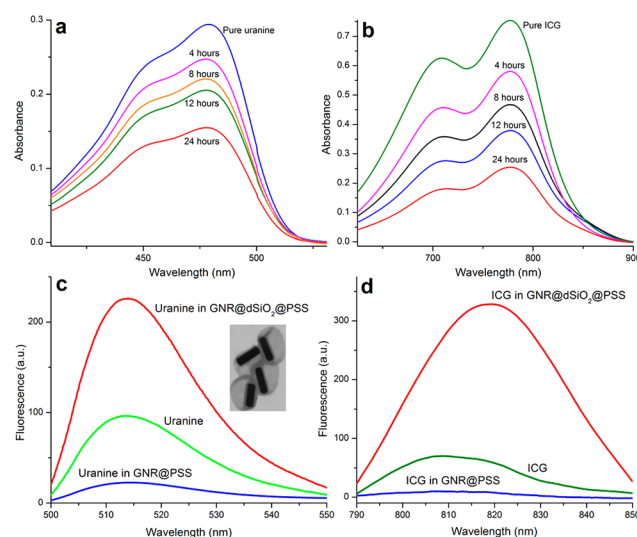 a
Pure uranine
4 hours
8 hours
12 hours
24 hours
0.3
0.2
0.1
0.0
450
500
Absorbance
Wavelength (nm)
b
Pure ICG
4 hours
8 hours
12 hours
24 hours
0.7
0.6
0.5
0.4
0.3
0.2
0.1
0.0
700
800
900
Absorbance
Wavelength (nm)
c
Uranine in GNR@dSiO₂@PSS
Uranine
Uranine in GNR@PSS
200
100
0
500
510
520
530
540
550
Fluorescence (a.u.)
Wavelength (nm)
d
ICG in GNR@dSiO₂@PSS
ICG
ICG in GNR@PSS
300
200
100
0
790
800
810
820
830
840
850
Fluorescence (a.u.)
Wavelength (nm)